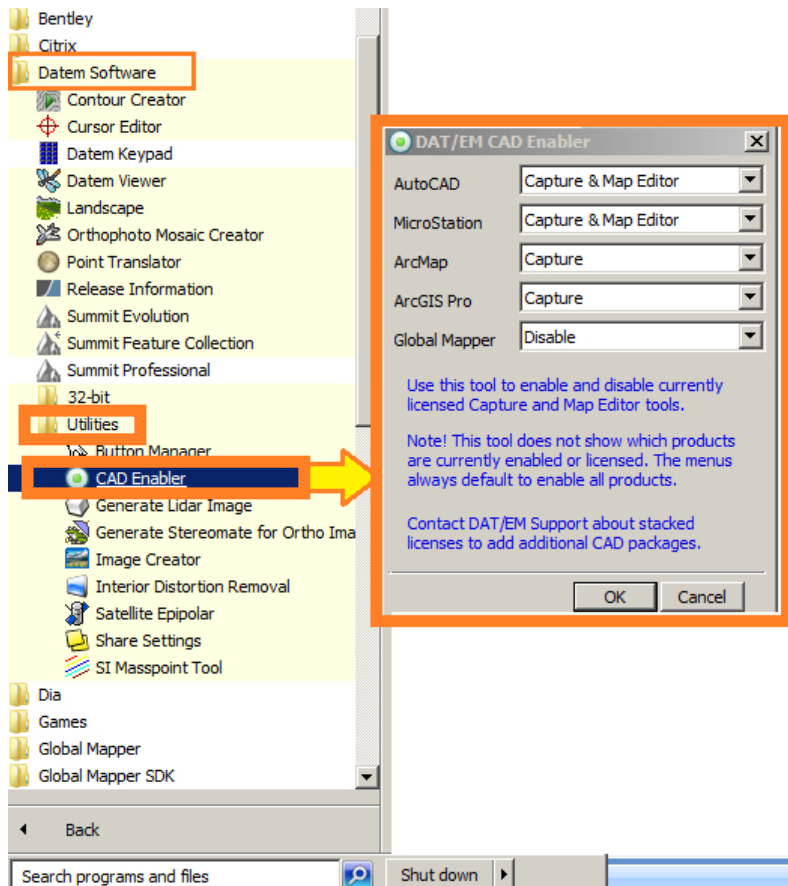 Bentley
Citrix
Datem Software
Contour Creator
Cursor Editor
Datem Keypad
Datem Viewer
Landscape
Orthophoto Mosaic Creator
Point Translator
Release Information
Summit Evolution
Summit Feature Collection
Summit Professional
32-bit
Utilities
Button Manager
CAD Enabler
Generate Lidar Image
Generate Stereomate for Ortho Ima
Image Creator
Interior Distortion Removal
Satellite Epipolar
Share Settings
SI Masspoint Tool
Dia
Games
Global Mapper
Global Mapper SDK
Back
Search programs and files
Shut down
DAT/EM CAD Enabler
AutoCAD Capture & Map Editor
MicroStation Capture & Map Editor
ArcMap Capture
ArcGIS Pro Capture
Global Mapper Disable
Use this tool to enable and disable currently
licensed Capture and Map Editor tools.
Note! This tool does not show which products
are currently enabled or licensed. The menus
always default to enable all products.
Contact DAT/EM Support about stacked
licenses to add additional CAD packages.
OK Cancel